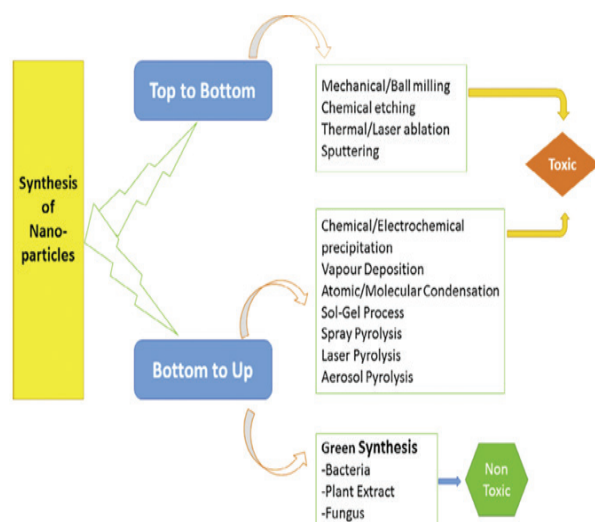 Synthesis
of
Nano-
particles
Top to Bottom
Mechanical/Ball milling
Chemical etching
Thermal/Laser ablation
Sputtering
Toxic
Chemical/Electrochemical
precipitation
Vapour Deposition
Atomic/Molecular Condensation
Sol-Gel Process
Spray Pyrolysis
Laser Pyrolysis
Aerosol Pyrolysis
Bottom to Up
Green Synthesis
-Bacteria
-Plant Extract
-Fungus
Non
Toxic